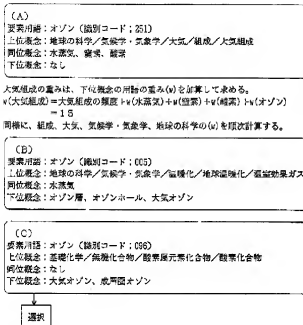 (A)
要素用語：オゾン（識別コード；251）
上位概念：地球の科学／気候学・気象学／大気／組成／大気組成
同位概念：水蒸気、窒素、酸素
下位概念：なし
大気組成の重みは、下位概念の用語の重み(w)を加算して求める。
w(大気組成)＝大気組成の頻度＋w(水蒸気)＋w(窒素)＋w(酸素)＋w(オゾン)
＝15
同様に、組成、大気、気候学・気象学、地球の科学の(w)を順次計算する。
(B)
要素用語：オゾン（識別コード；005）
上位概念：地球の科学／気候学・気象学／温暖化／地球温暖化／温室効果ガス
同位概念：水蒸気
下位概念：オゾン層、オゾンホール、大気オゾン
(C)
要素用語：オゾン（識別コード；096）
上位概念：基礎化学／無機化合物／酸素属元素化合物／酸素化合物
同位概念：なし
下位概念：大気オゾン、成層圏オゾン
選択